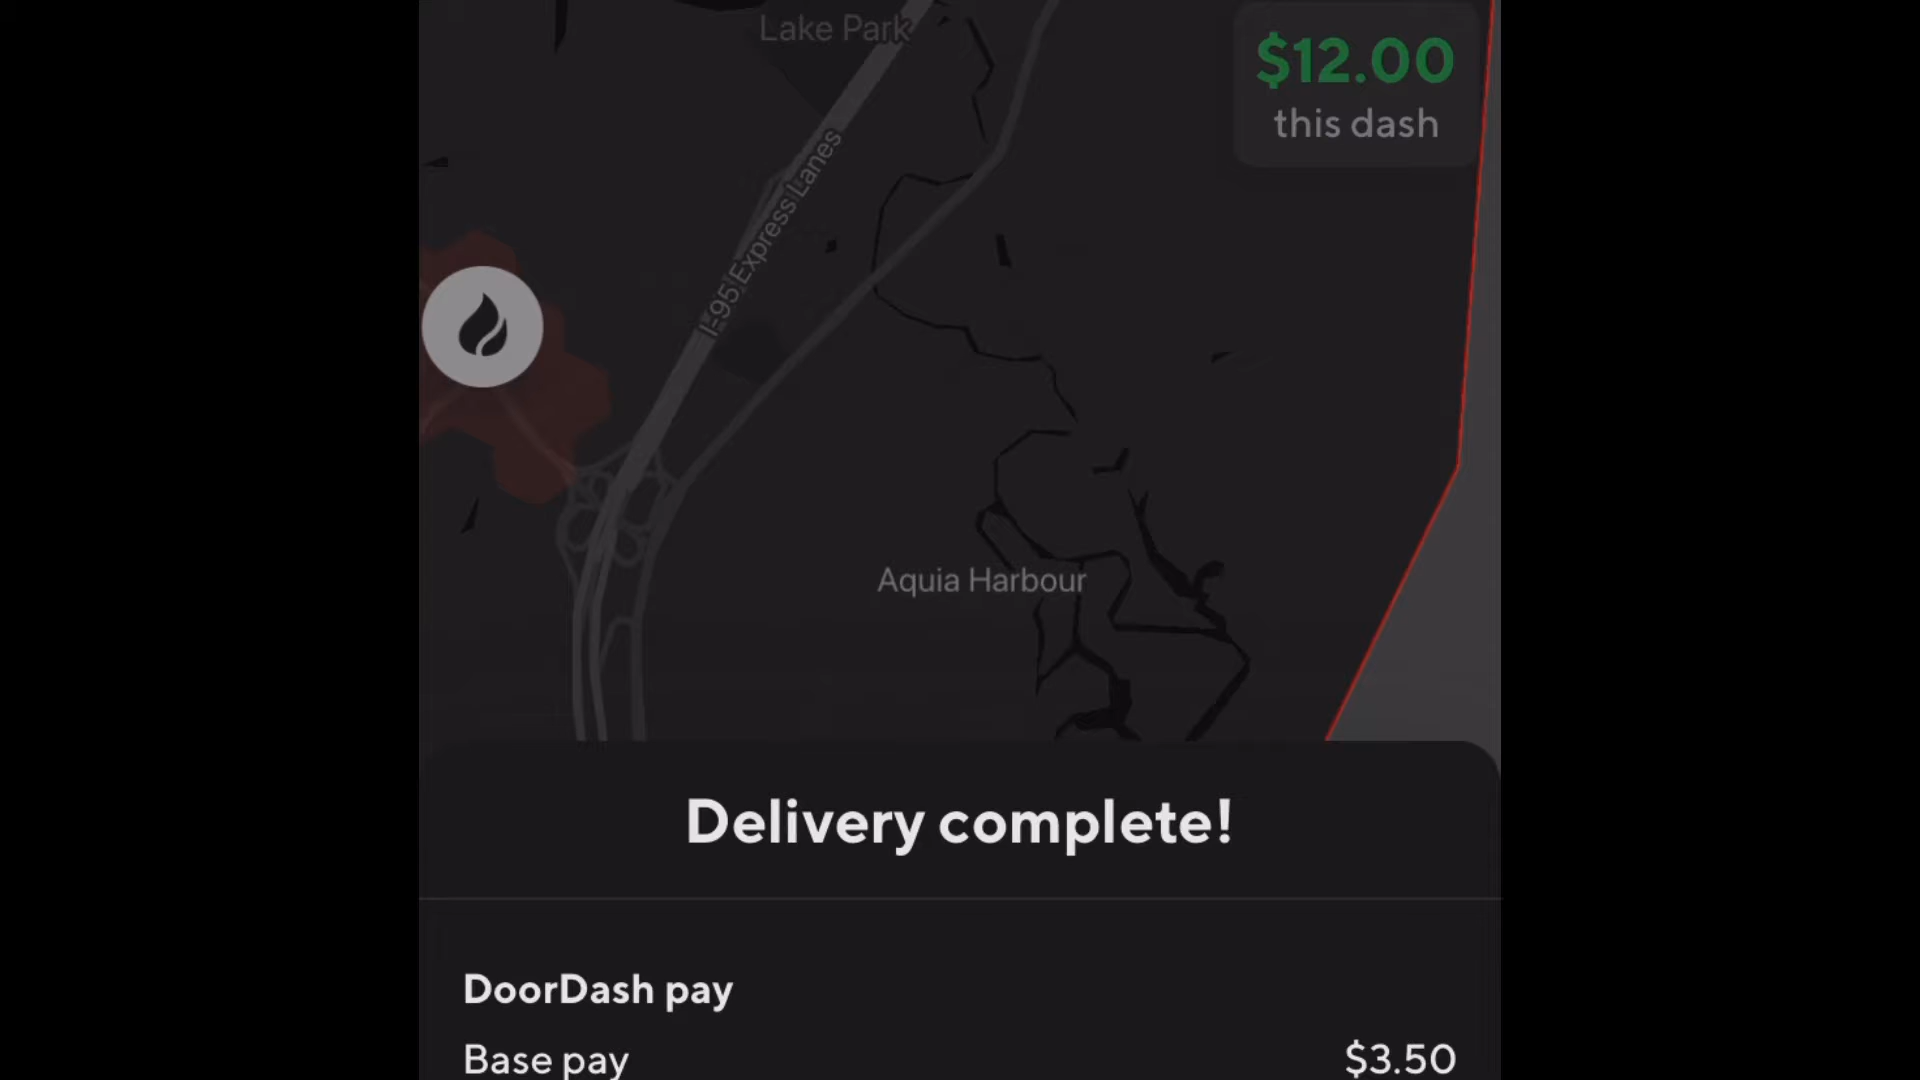 Lake Park
$12.00
this dash
I-95 Express Lanes
Aquia Harbour
Delivery complete!
DoorDash pay
Base pay $3.50